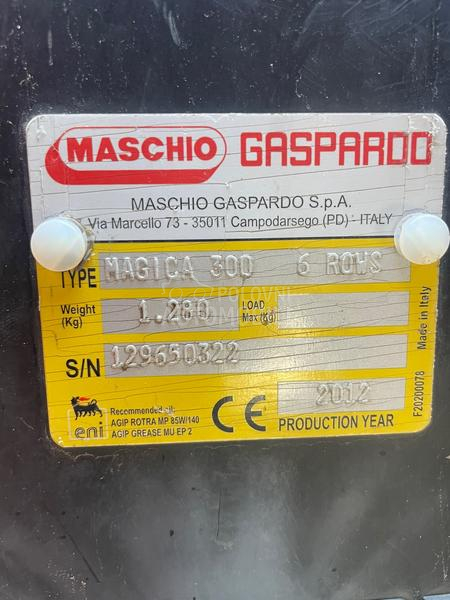 MASCHIO GASPARDO
MASCHIO GASPARDO S.p.A.
Via Marcello 73 - 35011 Campodarsego (PD) - ITALY
TYPE MAGICA 300 6 ROWS
Weight (Kg) 1.280 LOAD Max (Kg)
S/N 129650322
2012
PRODUCTION YEAR
eni
Recommended oil:
AGIP ROTRA MP 85W/140
AGIP GREASE MU EP 2
CE
F20200078 Made in Italy
POLOVNI